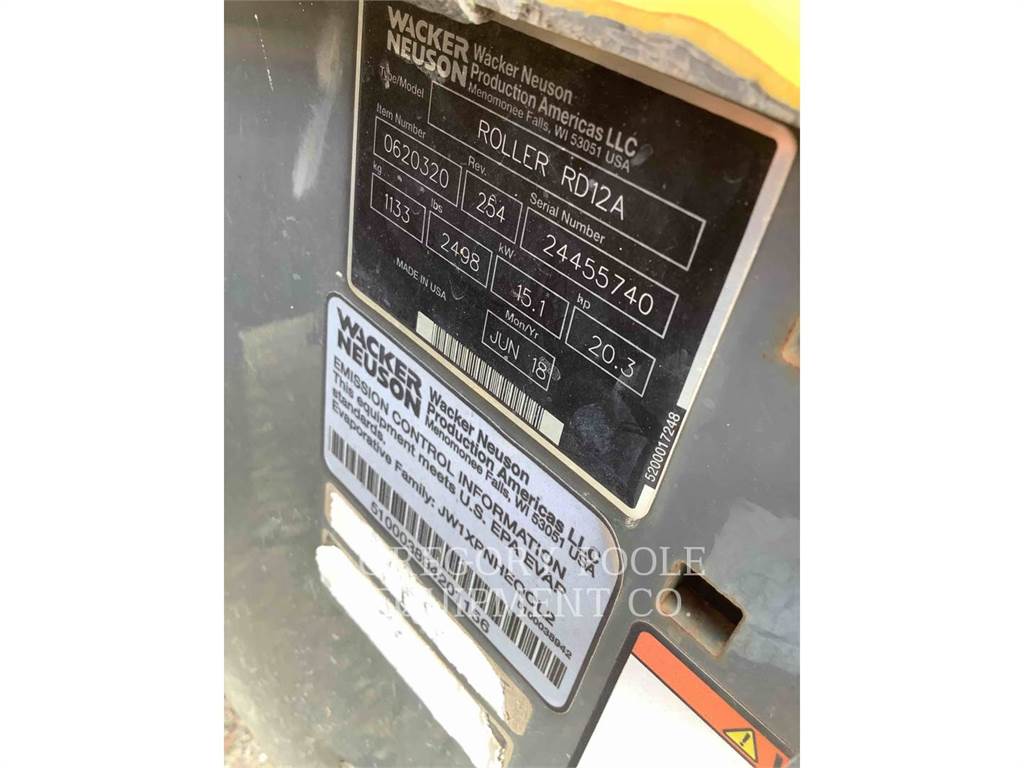 WACKER
NEUSON
Wacker Neuson
Production Americas LLC
Menomonee Falls, WI 53051 USA
Type/Model
ROLLER RD12A
Item Number Rev. Serial Number
0620320 254 24455740
kg lbs kW hp
1133 2498 15.1 20.3
MADE IN USA
Mon/Yr
JUN 18
5200017248
WACKER
NEUSON
Wacker Neuson
Production Americas LLC
Menomonee Falls, WI 53051 USA
EMISSION CONTROL INFORMATION
This equipment meets U.S. EPA EVAP
standards.
Evaporative Family:
GREGORY POOLE
EQUIPMENT CO.